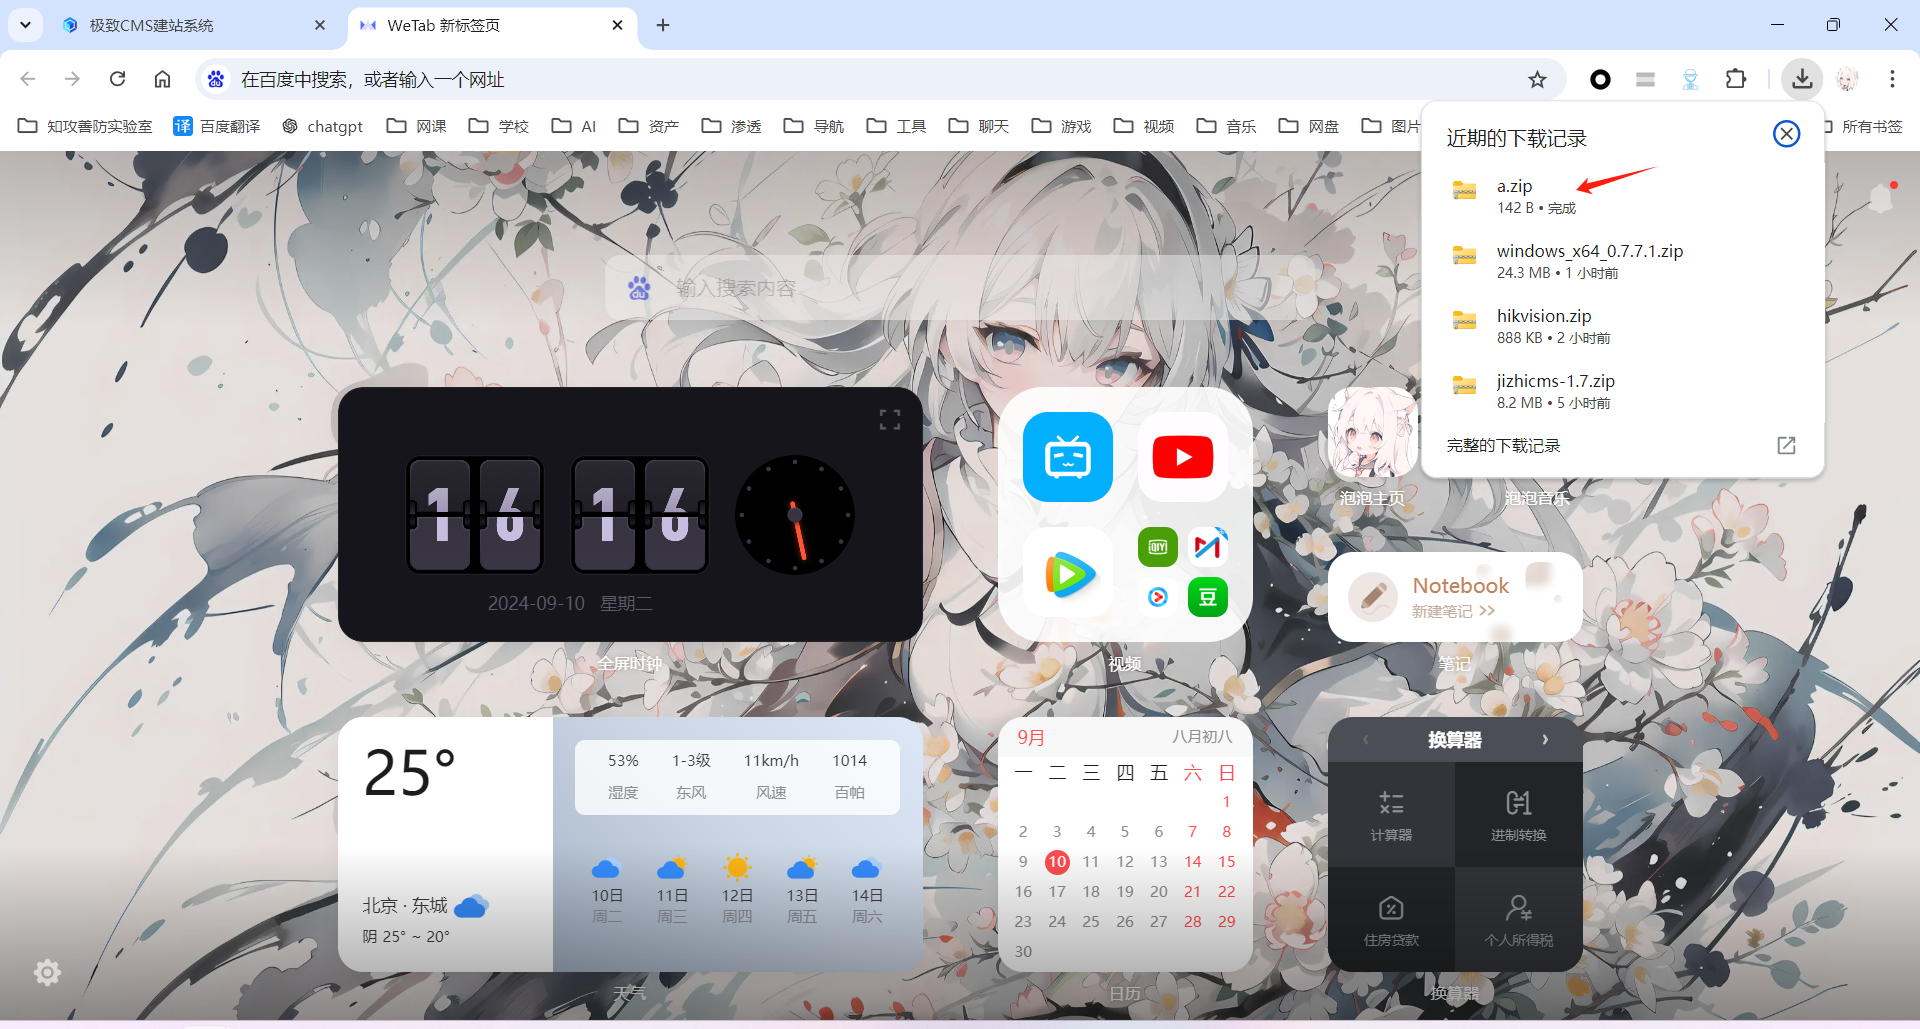 极致CMS建站系统
WeTab 新标签页
在百度中搜索，或者输入一个网址
知攻善防实验室
译 百度翻译
chatgpt
网课
学校
AI
资产
渗透
导航
工具
聊天
游戏
视频
音乐
网盘
图片
所有书签
近期的下载记录
a.zip
142 B • 完成
windows_x64_0.7.7.1.zip
24.3 MB • 1 小时前
hikvision.zip
888 KB • 2 小时前
jizhicms-1.7.zip
8.2 MB • 5 小时前
完整的下载记录
du 输入搜索内容
16 16
2024-09-10 星期二
全屏时钟
QIY
豆
视频
泡泡主页
泡泡音乐
Notebook
新建笔记 >>
笔记
25°
北京 · 东城
阴 25° ~ 20°
53% 1-3级 11km/h 1014
湿度 东风 风速 百帕
10日 11日 12日 13日 14日
周二 周三 周四 周五 周六
天气
9月 八月初八
一 二 三 四 五 六 日
1
2 3 4 5 6 7 8
9 10 11 12 13 14 15
16 17 18 19 20 21 22
23 24 25 26 27 28 29
30
日历
‹ 换算器 ›
计算器 进制转换
住房贷款 个人所得税
换算器